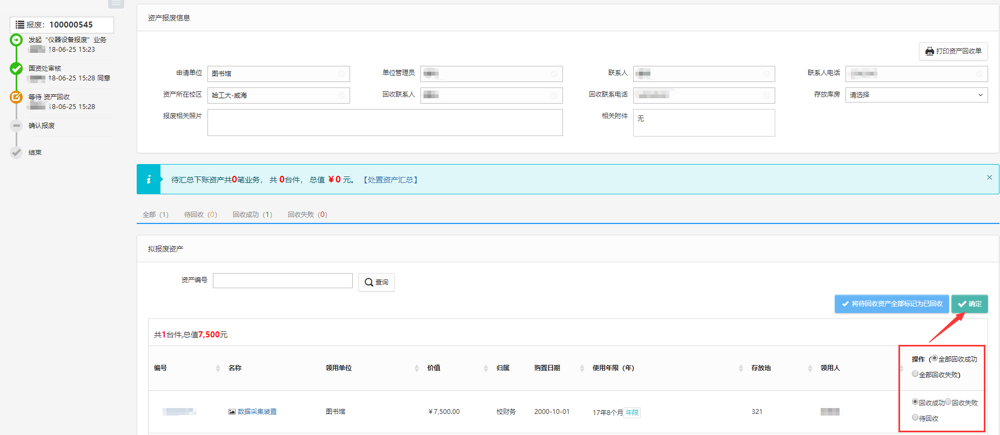 报废：100000545
发起“仪器设备报废”业务
18-06-25 15:23
国资处审核
18-06-25 15:28 同意
等待 资产回收
18-06-25 15:28
确认报废
结束
资产报废信息
打印资产回收单
申请单位 图书馆 单位管理员 联系人 联系人电话
资产所在校区 哈工大-威海 回收联系人 回收联系电话 存放库房 请选择
报废相关照片 相关附件 无
待汇总下账资产共0笔业务， 共 0台件， 总值 ￥0 元。 【处置资产汇总】
全部（1） 待回收（0） 回收成功（1） 回收失败（0）
拟报废资产
资产编号 查询
将待回收资产全部标记为已回收 确定
共1台件,总值7,500元
编号 名称 领用单位 价值 归属 购置日期 使用年限（年） 存放地 领用人 操作（全部回收成功
全部回收失败)
数据采集装置 图书馆 ￥7,500.00 校财务 2000-10-01 17年8个月 年限 321 回收成功 回收失败
待回收